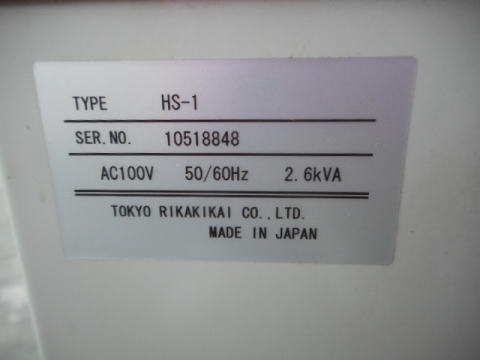 TYPE HS-1
SER.NO. 10518848
AC100V 50/60Hz 2.6kVA
TOKYO RIKAKIKAI CO.,LTD.
MADE IN JAPAN